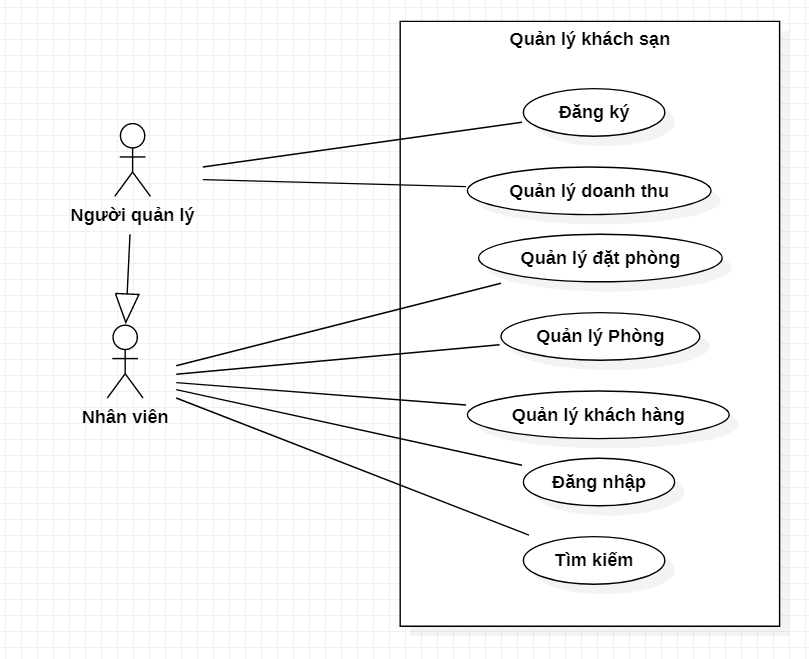 Quản lý khách sạn
Đăng ký
Quản lý doanh thu
Người quản lý
Quản lý đặt phòng
Quản lý Phòng
Quản lý khách hàng
Nhân viên
Đăng nhập
Tìm kiếm